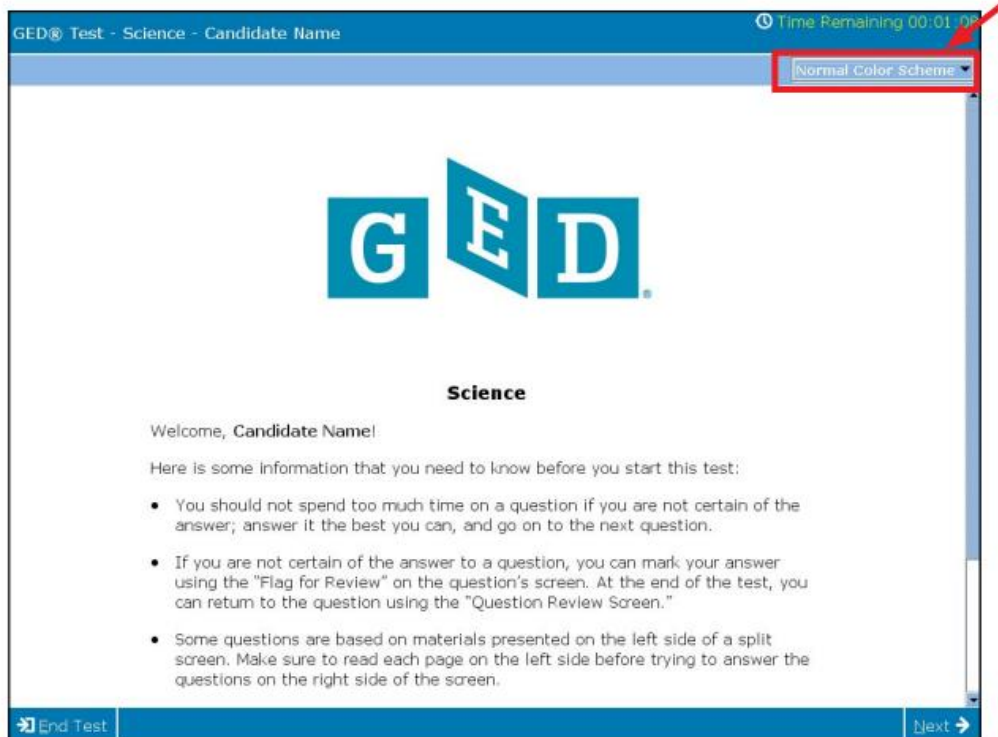 GED® Test - Science - Candidate Name
Time Remaining 00:01:08
Normal Color Scheme
GED®
Science
Welcome, Candidate Name!
Here is some information that you need to know before you start this test:
• You should not spend too much time on a question if you are not certain of the
answer; answer it the best you can, and go on to the next question.
• If you are not certain of the answer to a question, you can mark your answer
using the "Flag for Review" on the question's screen. At the end of the test, you
can return to the question using the "Question Review Screen."
• Some questions are based on materials presented on the left side of a split
screen. Make sure to read each page on the left side before trying to answer the
questions on the right side of the screen.
End Test
Next